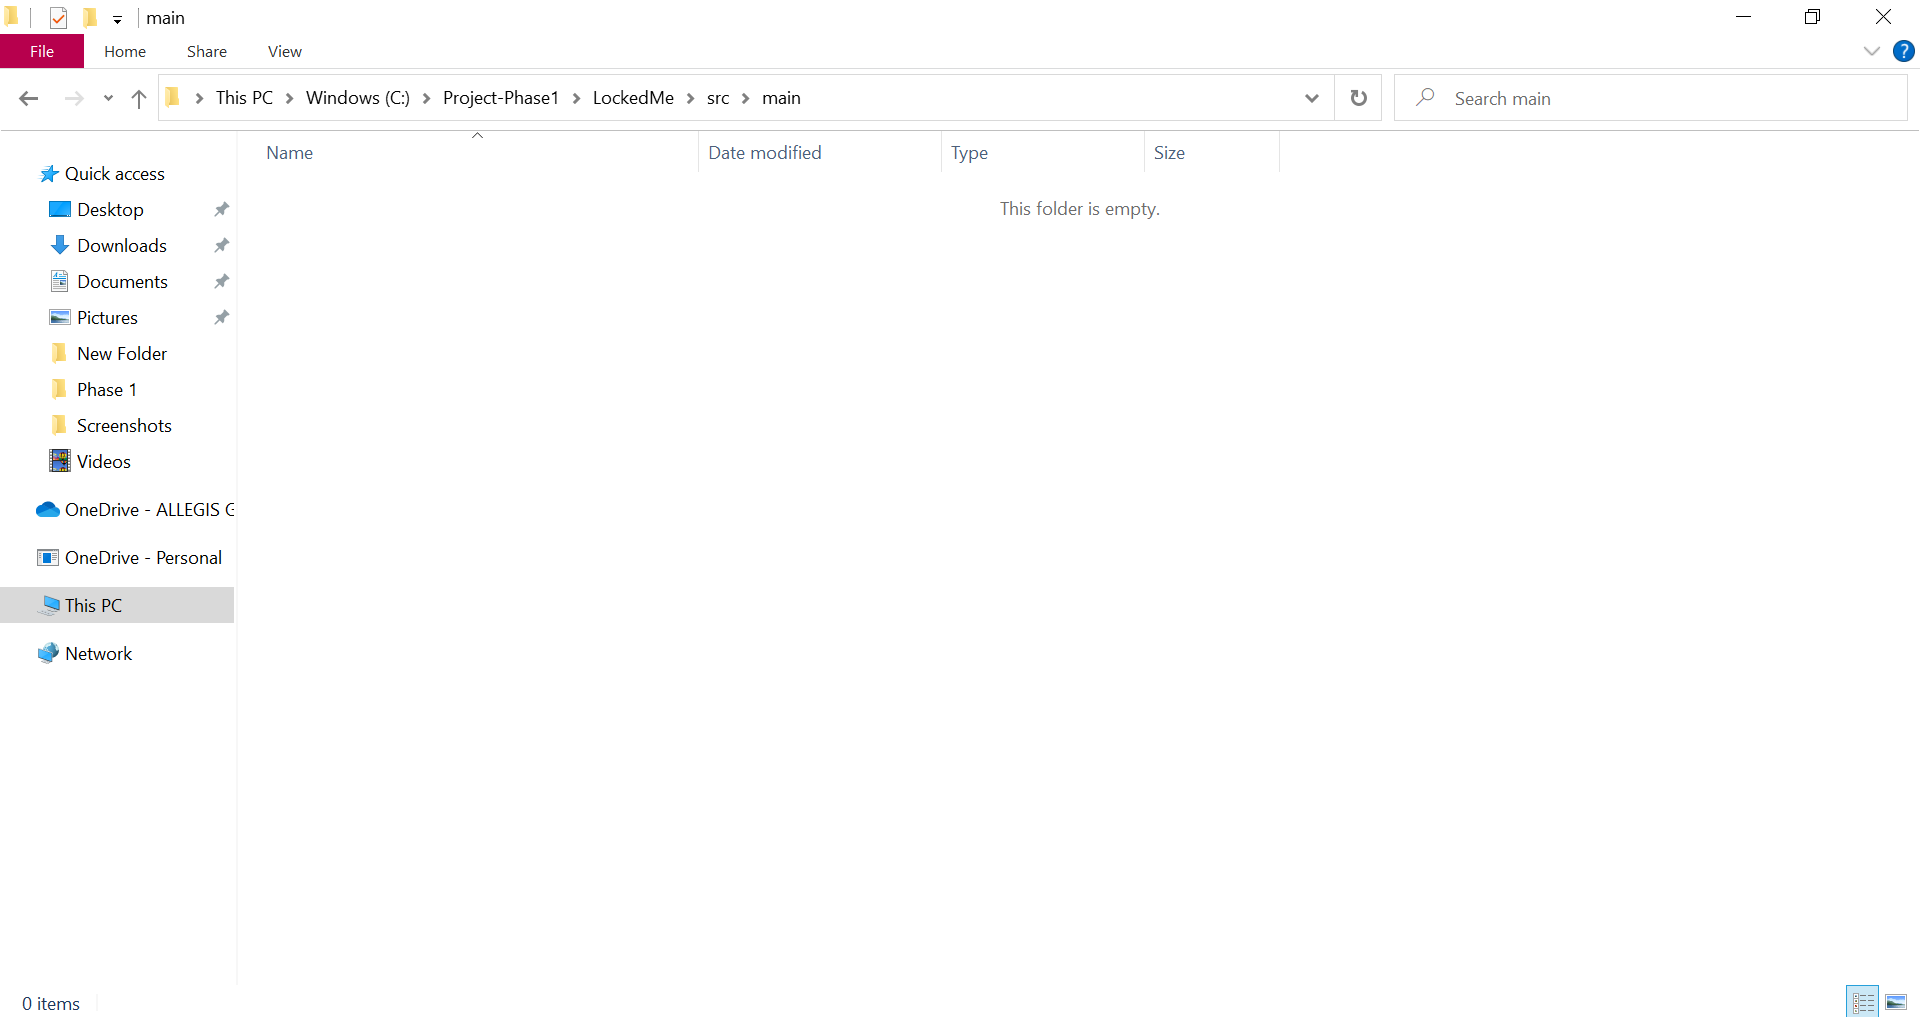 main
File Home Share View
?
This PC Windows (C:) Project-Phase1 LockedMe src main
Search main
Name Date modified Type Size
This folder is empty.
Quick access
Desktop
Downloads
Documents
Pictures
New Folder
Phase 1
Screenshots
Videos
OneDrive - ALLEGIS G
OneDrive - Personal
This PC
Network
0 items